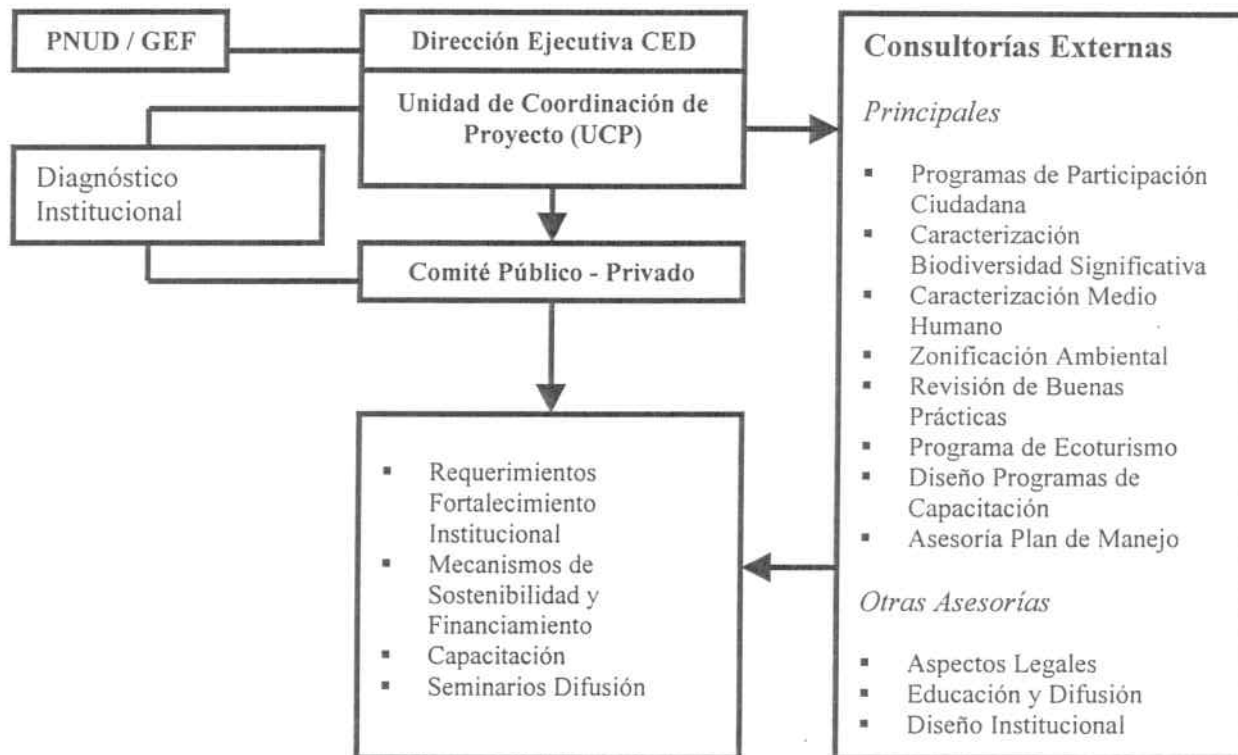 PNUD / GEF
Dirección Ejecutiva CED
Unidad de Coordinación de
Proyecto (UCP)
Diagnóstico
Institucional
Comité Público - Privado
▪ Requerimientos
Fortalecimiento
Institucional
▪ Mecanismos de
Sostenibilidad y
Financiamiento
▪ Capacitación
▪ Seminarios Difusión
Consultorías Externas
Principales
▪ Programas de Participación
Ciudadana
▪ Caracterización
Biodiversidad Significativa
▪ Caracterización Medio
Humano
▪ Zonificación Ambiental
▪ Revisión de Buenas
Prácticas
▪ Programa de Ecoturismo
▪ Diseño Programas de
Capacitación
▪ Asesoría Plan de Manejo
Otras Asesorías
▪ Aspectos Legales
▪ Educación y Difusión
▪ Diseño Institucional